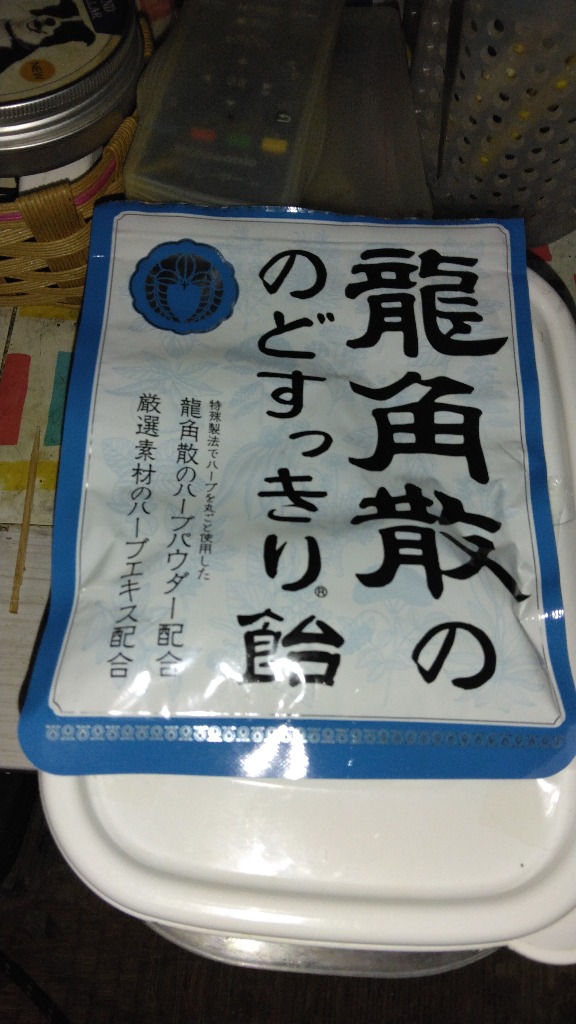 龍角散の
のどすっきり®飴
特殊製法でハーブを丸ごと使用した
龍角散のハーブパウダー配合
厳選素材のハーブエキス配合